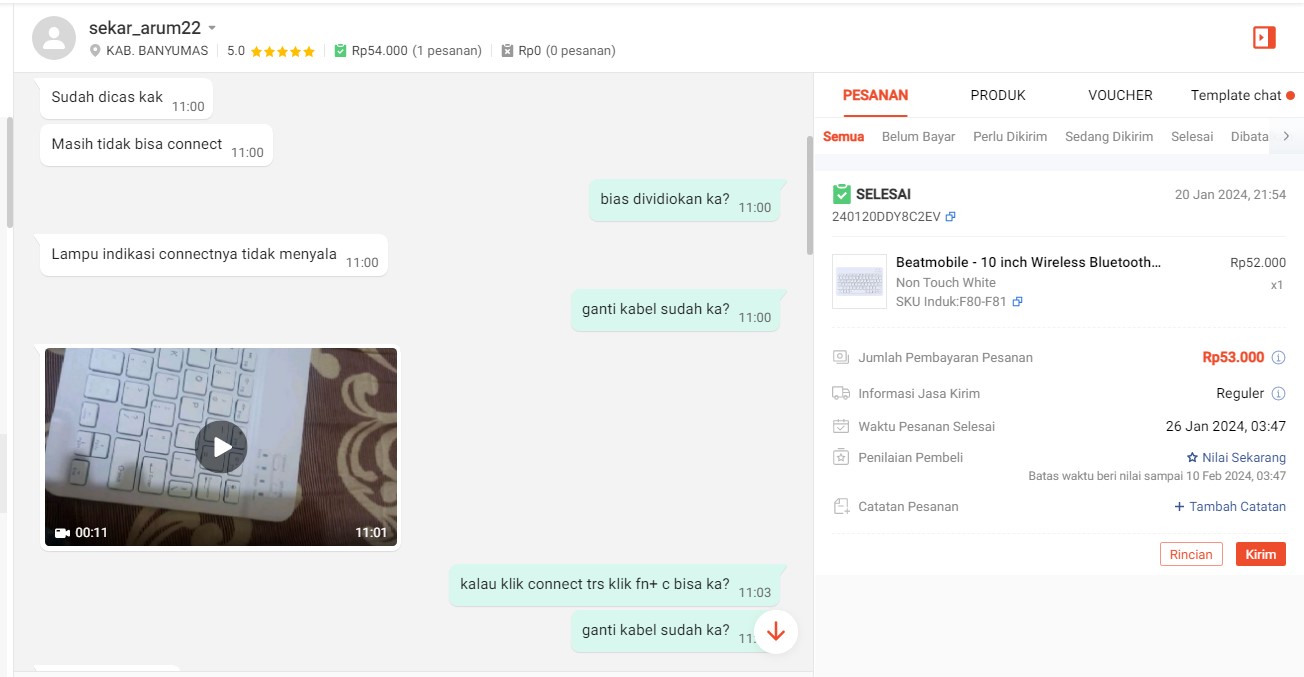 sekar_arum22
KAB. BANYUMAS 5.0 Rp54.000 (1 pesanan) Rp0 (0 pesanan)
Sudah dicas kak 11:00
Masih tidak bisa connect 11:00
bias dividiokan ka? 11:00
Lampu indikasi connectnya tidak menyala 11:00
ganti kabel sudah ka? 11:00
00:11 11:01
kalau klik connect trs klik fn+ c bisa ka? 11:03
ganti kabel sudah ka? 11:
PESANAN PRODUK VOUCHER Template chat
Semua Belum Bayar Perlu Dikirim Sedang Dikirim Selesai Dibata
SELESAI 20 Jan 2024, 21:54
240120DDY8C2EV
Beatmobile - 10 inch Wireless Bluetooth... Rp52.000
Non Touch White x1
SKU Induk:F80-F81
Jumlah Pembayaran Pesanan Rp53.000
Informasi Jasa Kirim Reguler
Waktu Pesanan Selesai 26 Jan 2024, 03:47
Penilaian Pembeli Nilai Sekarang
Batas waktu beri nilai sampai 10 Feb 2024, 03:47
Catatan Pesanan + Tambah Catatan
Rincian Kirim